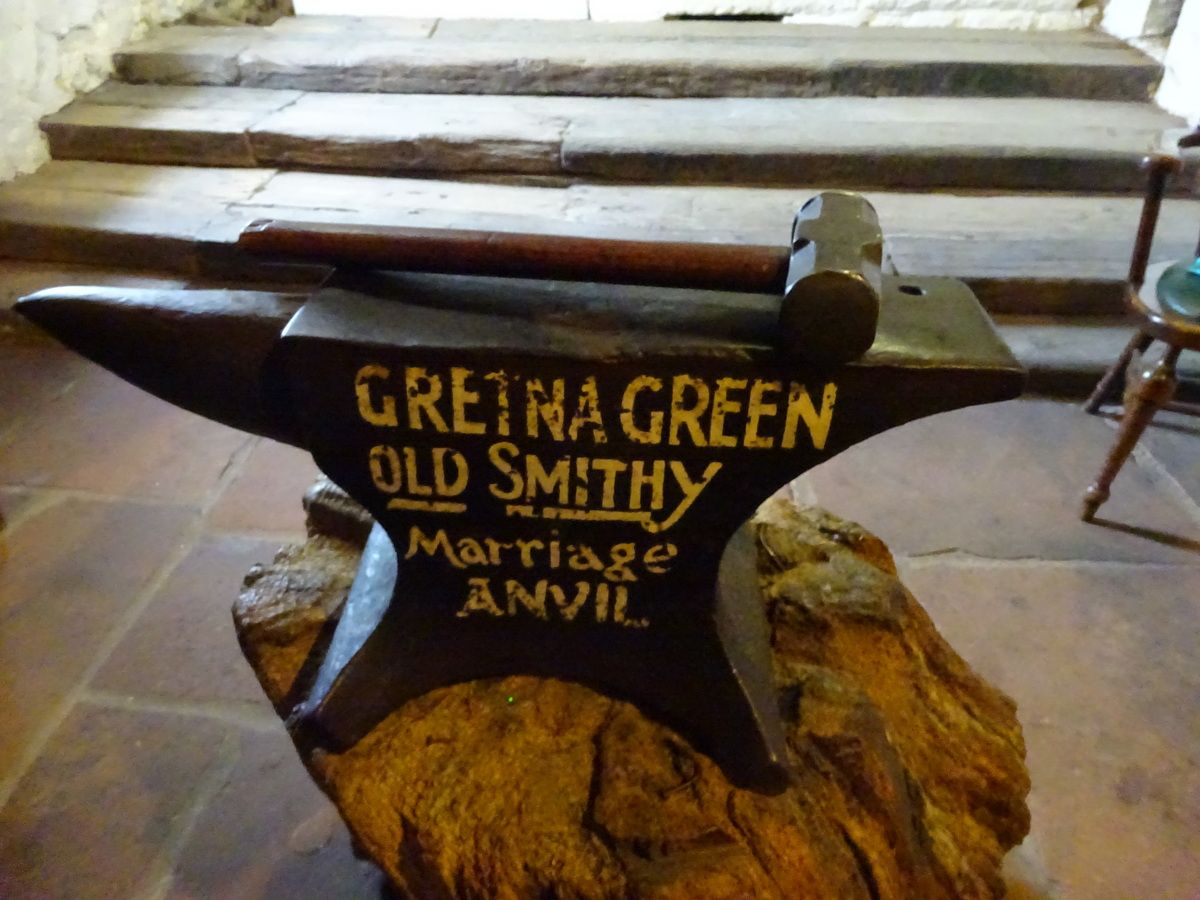 GRETNA GREEN
OLD SMITHY
Marriage
ANVIL